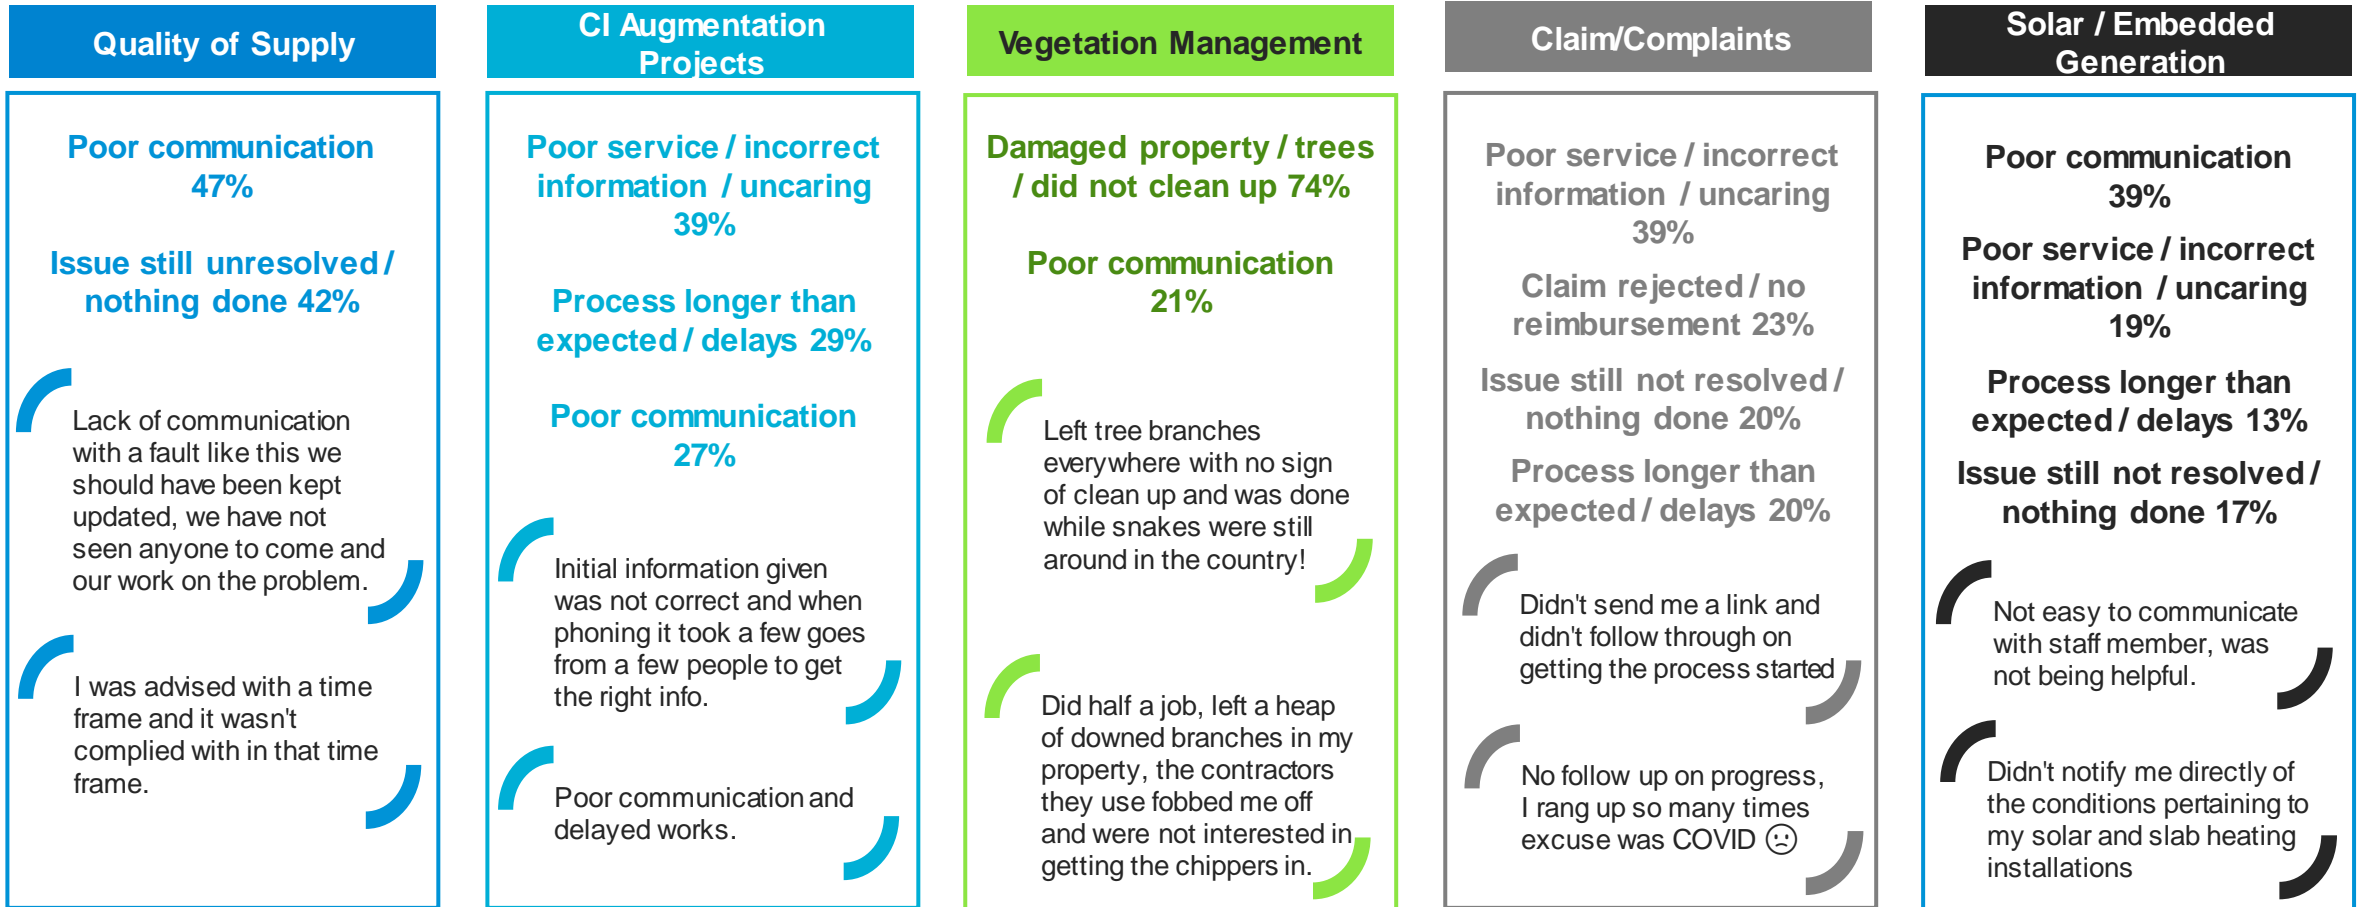 Quality of Supply
Poor communication
47%
Issue still unresolved /
nothing done 42%
Lack of communication
with a fault like this we
should have been kept
updated, we have not
seen anyone to come and
our work on the problem.
I was advised with a time
frame and it wasn't
complied with in that time
frame.
CI Augmentation
Projects
Poor service / incorrect
information / uncaring
39%
Process longer than
expected / delays 29%
Poor communication
27%
Initial information given
was not correct and when
phoning it took a few goes
from a few people to get
the right info.
Poor communication and
delayed works.
Vegetation Management
Damaged property / trees
/ did not clean up 74%
Poor communication
21%
Left tree branches
everywhere with no sign
of clean up and was done
while snakes were still
around in the country!
Did half a job, left a heap
of downed branches in my
property, the contractors
they use fobbed me off
and were not interested in
getting the chippers in.
Claim/Complaints
Poor service / incorrect
information / uncaring
39%
Claim rejected / no
reimbursement 23%
Issue still not resolved /
nothing done 20%
Process longer than
expected / delays 20%
Didn't send me a link and
didn't follow through on
getting the process started
No follow up on progress,
I rang up so many times
excuse was COVID 🙁
Solar / Embedded
Generation
Poor communication
39%
Poor service / incorrect
information / uncaring
19%
Process longer than
expected / delays 13%
Issue still not resolved /
nothing done 17%
Not easy to communicate
with staff member, was
not being helpful.
Didn't notify me directly of
the conditions pertaining to
my solar and slab heating
installations